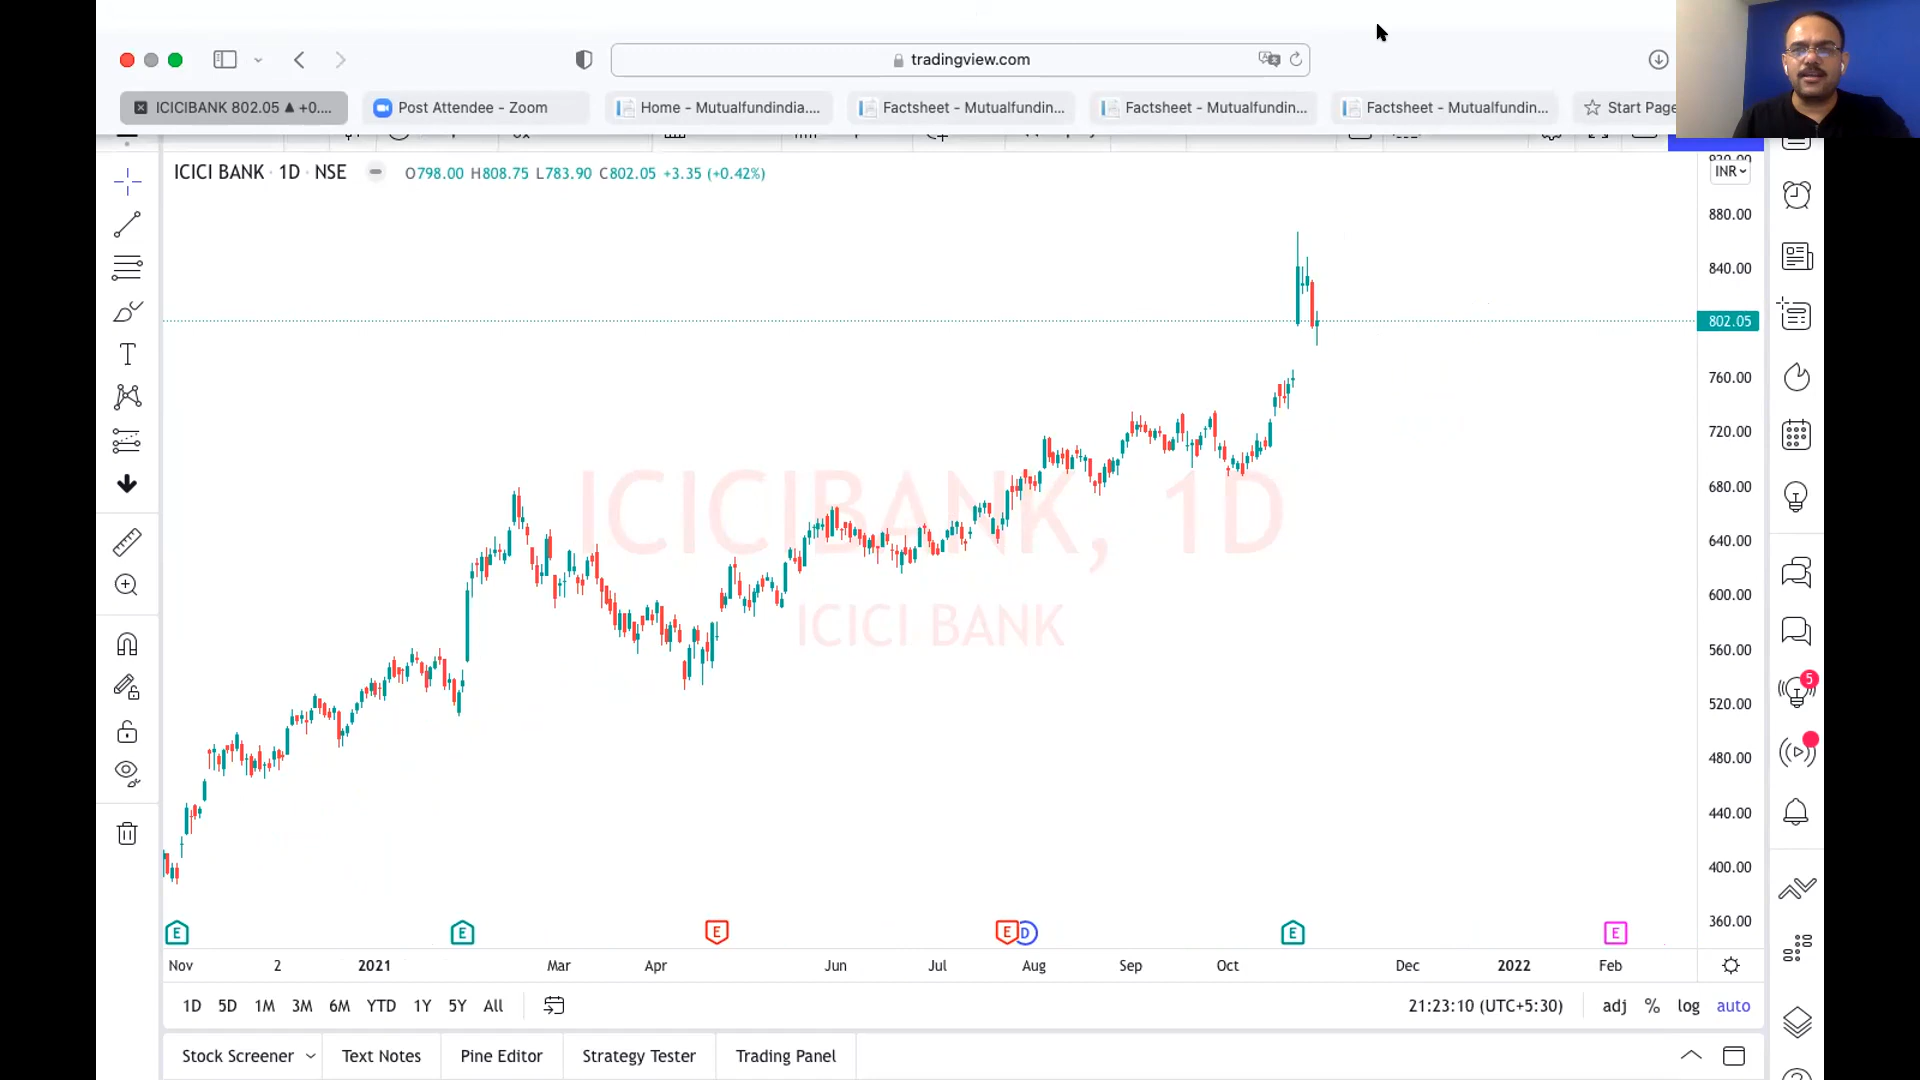 tradingview.com
ICICIBANK 802.05 ▲ +0....
Post Attendee - Zoom
Home - Mutualfundindia....
Factsheet - Mutualfundin...
Factsheet - Mutualfundin...
Factsheet - Mutualfundin...
Start Page
ICICI BANK · 1D · NSE
O798.00 H808.75 L783.90 C802.05 +3.35 (+0.42%)
INR
880.00
840.00
802.05
760.00
720.00
680.00
640.00
600.00
560.00
520.00
480.00
440.00
400.00
360.00
ICICIBANK, 1D
ICICI BANK
E E E E D E E
Nov 2 2021 Mar Apr Jun Jul Aug Sep Oct Dec 2022 Feb
1D 5D 1M 3M 6M YTD 1Y 5Y All
21:23:10 (UTC+5:30) adj % log auto
Stock Screener Text Notes Pine Editor Strategy Tester Trading Panel
5